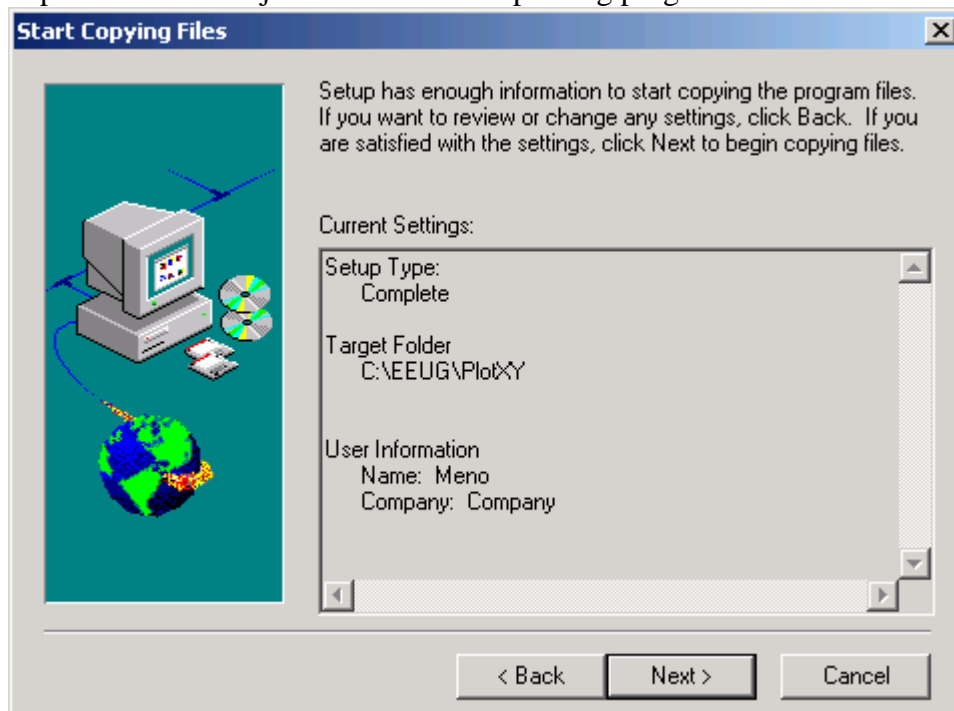 Start Copying Files
Setup has enough information to start copying the program files.
If you want to review or change any settings, click Back. If you
are satisfied with the settings, click Next to begin copying files.
Current Settings:
Setup Type:
Complete
Target Folder
C:\EEUG\PlotXY
User Information
Name: Meno
Company: Company
< Back
Next >
Cancel